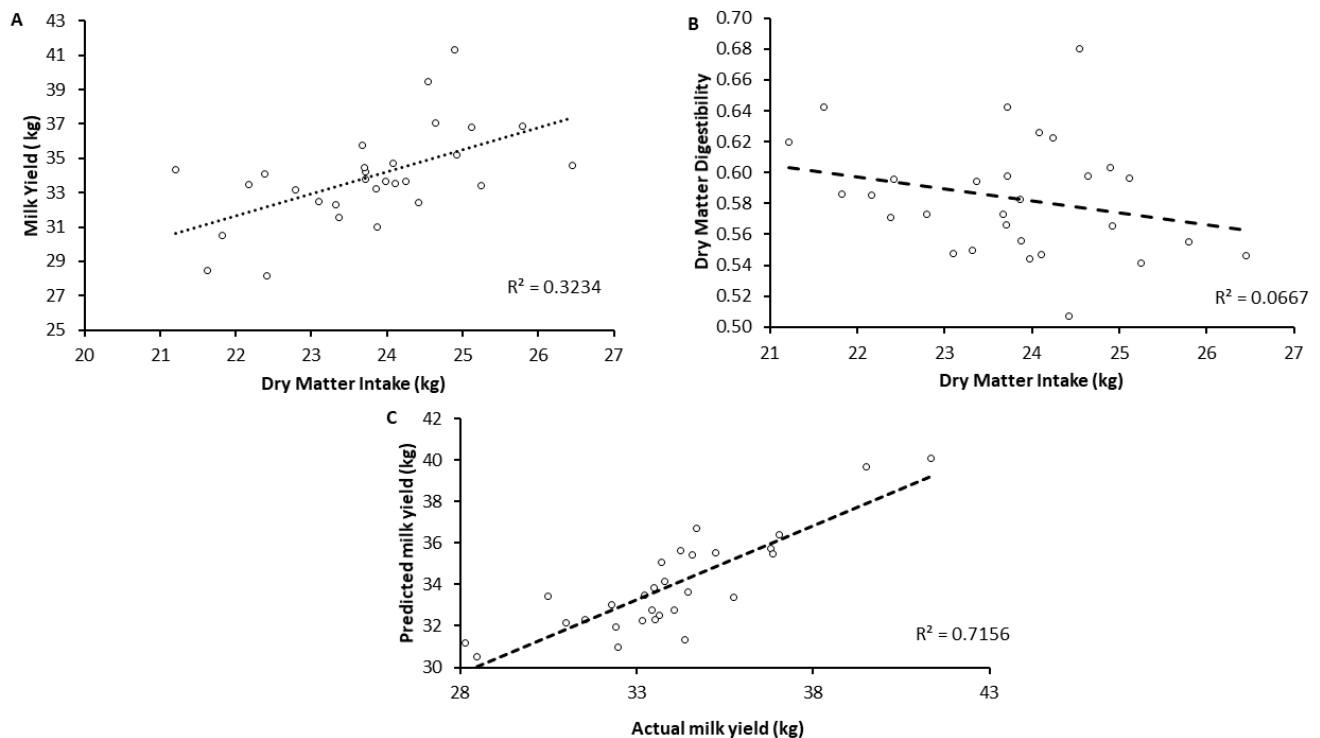 A
43
41
39
37
35
33
31
29
27
25
Milk Yield ( kg)
20 21 22 23 24 25 26 27
Dry Matter Intake (kg)
R² = 0.3234
B
0.70
0.68
0.66
0.64
0.62
0.60
0.58
0.56
0.54
0.52
0.50
Dry Matter Digestibility
21 22 23 24 25 26 27
Dry Matter Intake (kg)
R² = 0.0667
C
42
40
38
36
34
32
30
Predicted milk yield (kg)
28 33 38 43
Actual milk yield (kg)
R² = 0.7156